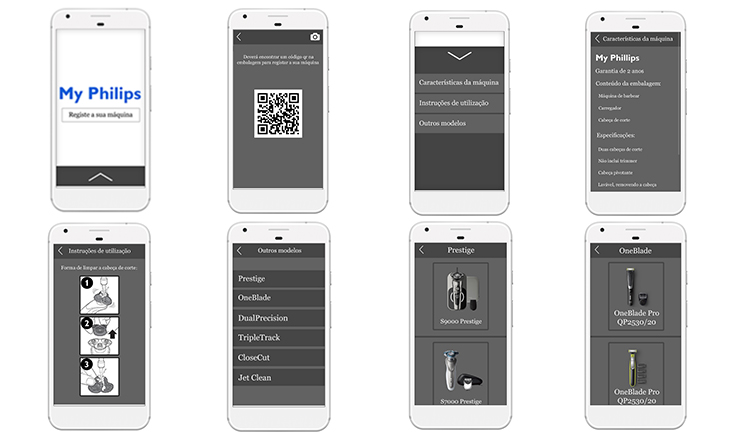 My Philips
Registe a sua máquina
Deverá encontrar um código qr na
embalagem para registar a sua máquina
Características da máquina
Instruções de utilização
Outros modelos
Características da máquina
My Phillips
Garantia de 2 anos
Conteúdo da embalagem:
Máquina de barbear
Carregador
Cabeça de corte
Especificações:
Duas cabeças de corte
Não inclui trimmer
Cabeça pivotante
Lavável, removendo a cabeça
Instruções de utilização
Forma de limpar a cabeça de corte:
1
2
3
Outros modelos
Prestige
OneBlade
DualPrecision
TripleTrack
CloseCut
Jet Clean
Prestige
S9000 Prestige
S7000 Prestige
OneBlade
OneBlade Pro
QP2530/20
OneBlade Pro
QP2530/20